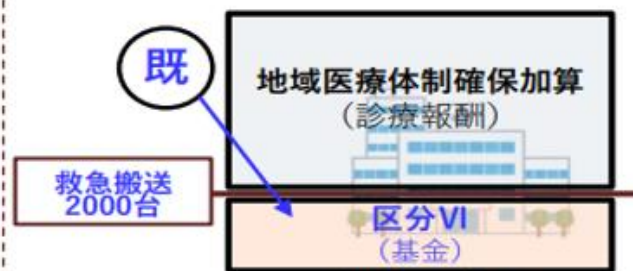 既
地域医療体制確保加算
（診療報酬）
救急搬送
2000台
区分Ⅵ
（基金）